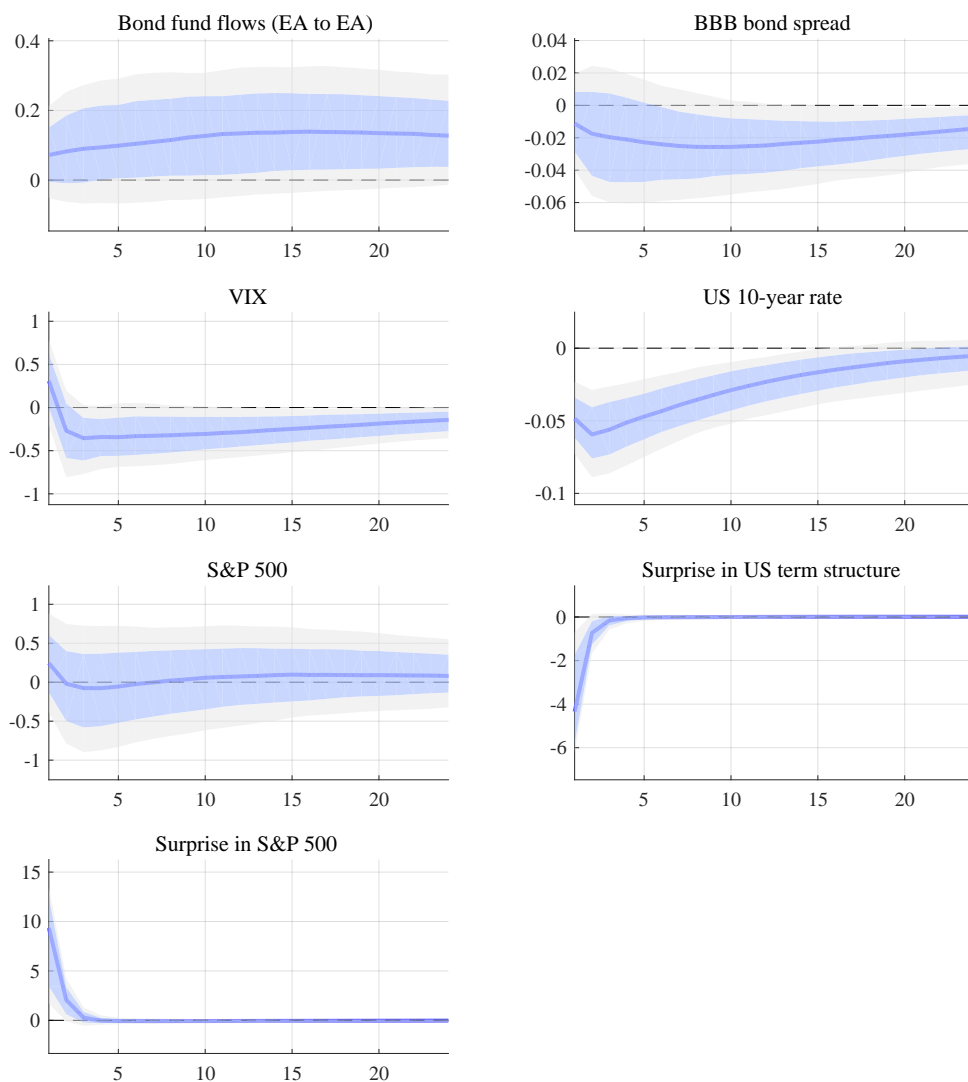 Bond fund flows (EA to EA)
0.4
0.2
0
5 10 15 20
BBB bond spread
0.04
0.02
0
-0.02
-0.04
-0.06
5 10 15 20
VIX
1
0.5
0
-0.5
-1
5 10 15 20
US 10-year rate
0
-0.05
-0.1
5 10 15 20
S&P 500
1
0.5
0
-0.5
-1
5 10 15 20
Surprise in US term structure
0
-2
-4
-6
5 10 15 20
Surprise in S&P 500
15
10
5
0
5 10 15 20